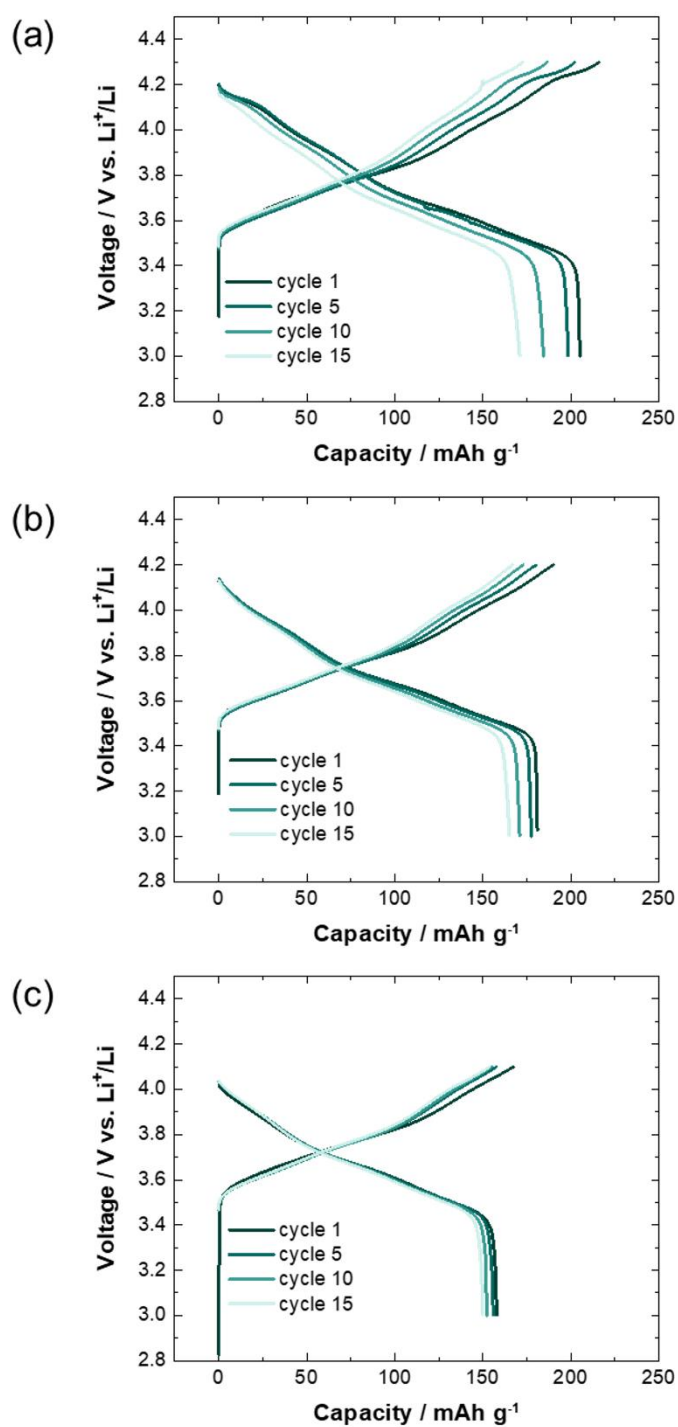 (a)
4.4
4.2
4.0
3.8
3.6
3.4
3.2
3.0
2.8
Voltage / V vs. Li⁺/Li
cycle 1
cycle 5
cycle 10
cycle 15
0 50 100 150 200 250
Capacity / mAh g⁻¹
(b)
4.4
4.2
4.0
3.8
3.6
3.4
3.2
3.0
2.8
Voltage / V vs. Li⁺/Li
cycle 1
cycle 5
cycle 10
cycle 15
0 50 100 150 200 250
Capacity / mAh g⁻¹
(c)
4.4
4.2
4.0
3.8
3.6
3.4
3.2
3.0
2.8
Voltage / V vs. Li⁺/Li
cycle 1
cycle 5
cycle 10
cycle 15
0 50 100 150 200 250
Capacity / mAh g⁻¹